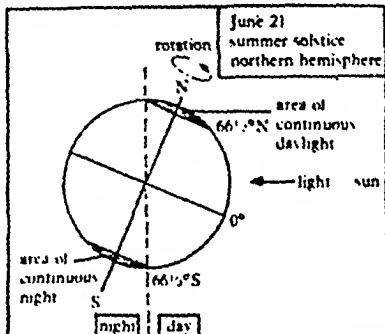 June 21
summer solstice
northern hemisphere
rotation
N
66½°N
area of
continuous
daylight
light sun
0°
area of
continuous
night
66½°S
S
night day